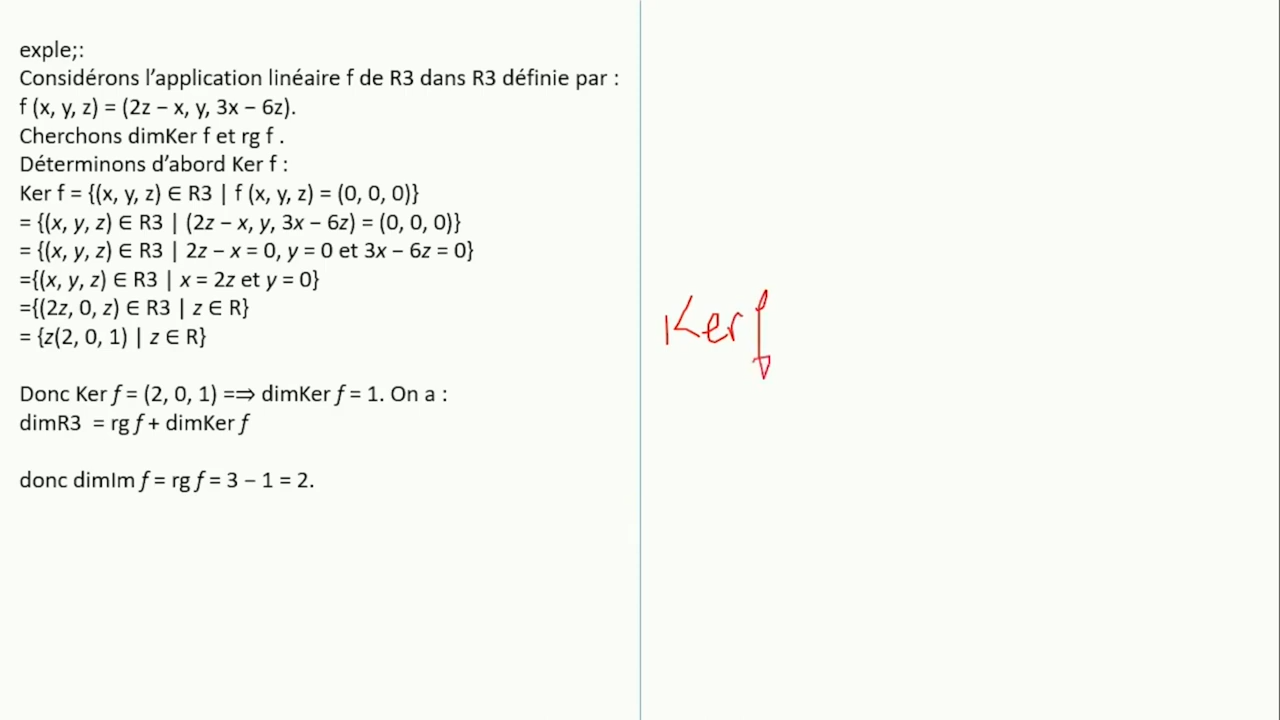 exple;:
Considérons l’application linéaire f de R3 dans R3 définie par :
f (x, y, z) = (2z − x, y, 3x − 6z).
Cherchons dimKer f et rg f .
Déterminons d’abord Ker f :
Ker f = {(x, y, z) ∈ R3 | f (x, y, z) = (0, 0, 0)}
= {(x, y, z) ∈ R3 | (2z − x, y, 3x − 6z) = (0, 0, 0)}
= {(x, y, z) ∈ R3 | 2z − x = 0, y = 0 et 3x − 6z = 0}
={(x, y, z) ∈ R3 | x = 2z et y = 0}
={(2z, 0, z) ∈ R3 | z ∈ R}
= {z(2, 0, 1) | z ∈ R}
Donc Ker f = (2, 0, 1) =⇒ dimKer f = 1. On a :
dimR3 = rg f + dimKer f
donc dimIm f = rg f = 3 − 1 = 2.
Ker f